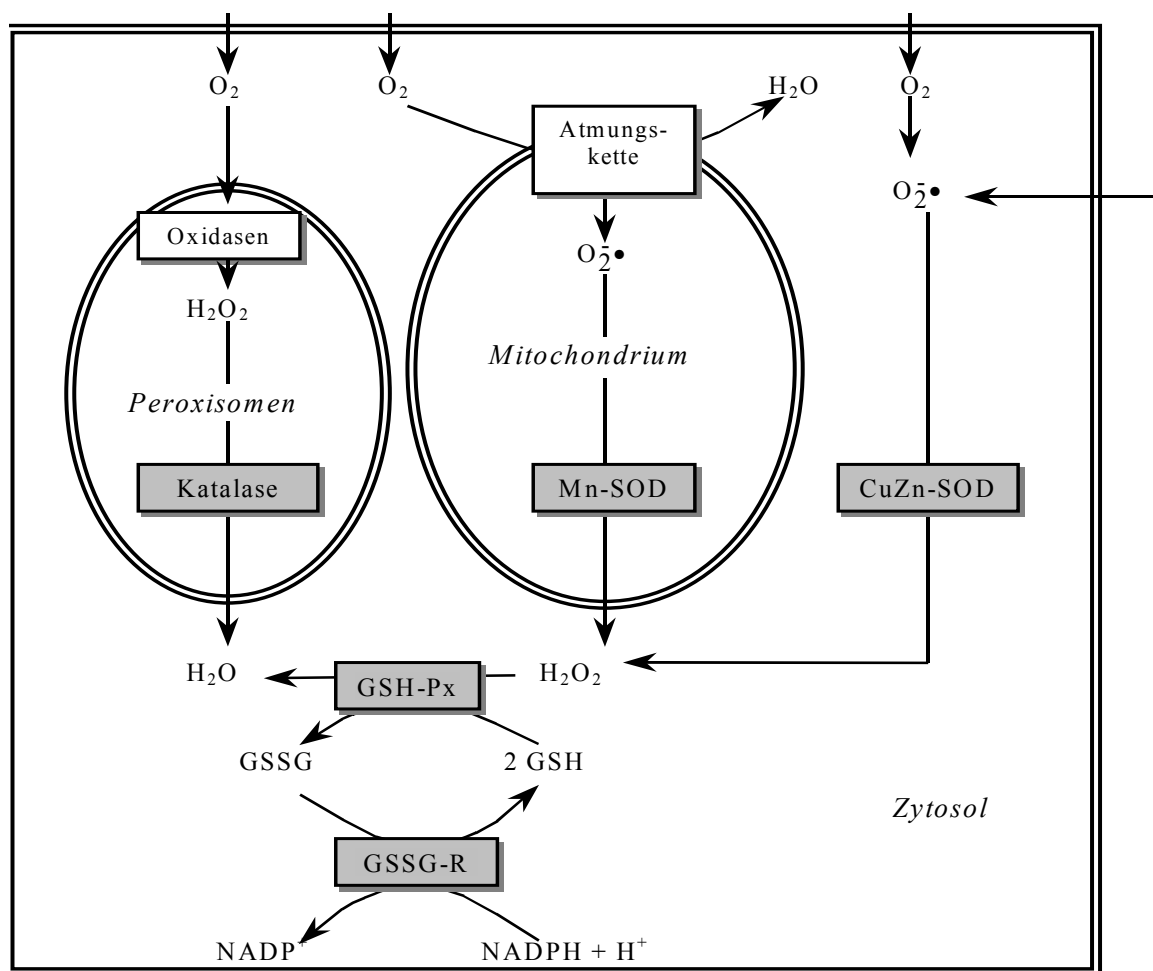 O₂ O₂ H₂O O₂
Atmungs-
kette
O₂⁻•
Oxidasen
O₂⁻•
H₂O₂
Mitochondrium
Peroxisomen
Katalase Mn-SOD CuZn-SOD
H₂O GSH-Px H₂O₂
GSSG 2 GSH
Zytosol
GSSG-R
NADP⁺ NADPH + H⁺